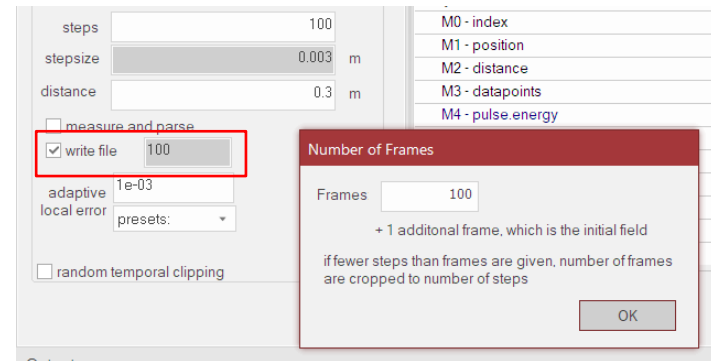 steps 100
stepsize 0.003 m
distance 0.3 m
measure and parse
write file 100
adaptive local error 1e-03
presets:
random temporal clipping
M0 - index
M1 - position
M2 - distance
M3 - datapoints
M4 - pulse.energy
Number of Frames
Frames 100
+ 1 additonal frame, which is the initial field
if fewer steps than frames are given, number of frames
are cropped to number of steps
OK